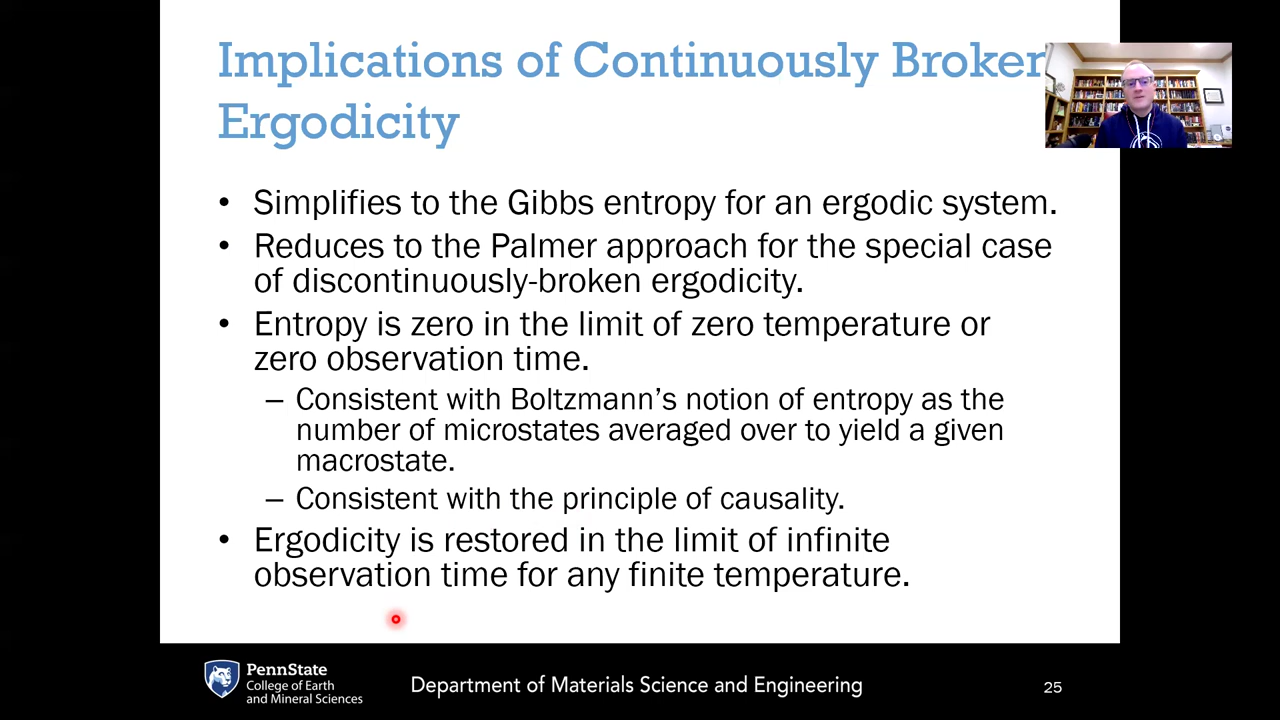 Implications of Continuously Broken
Ergodicity
• Simplifies to the Gibbs entropy for an ergodic system.
• Reduces to the Palmer approach for the special case
of discontinuously-broken ergodicity.
• Entropy is zero in the limit of zero temperature or
zero observation time.
– Consistent with Boltzmann's notion of entropy as the
number of microstates averaged over to yield a given
macrostate.
– Consistent with the principle of causality.
• Ergodicity is restored in the limit of infinite
observation time for any finite temperature.
PennState
College of Earth
and Mineral Sciences
Department of Materials Science and Engineering
25